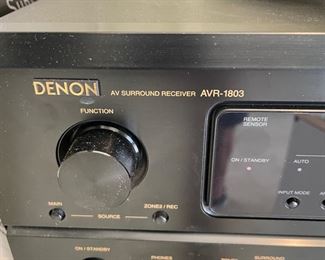 DENON
AV SURROUND RECEIVER AVR-1803
FUNCTION
REMOTE
SENSOR
ON / STANDBY
AUTO
INPUT MODE
MAIN
ZONE2 / REC
SOURCE
ON / STANDBY
PHONES
SURROUND